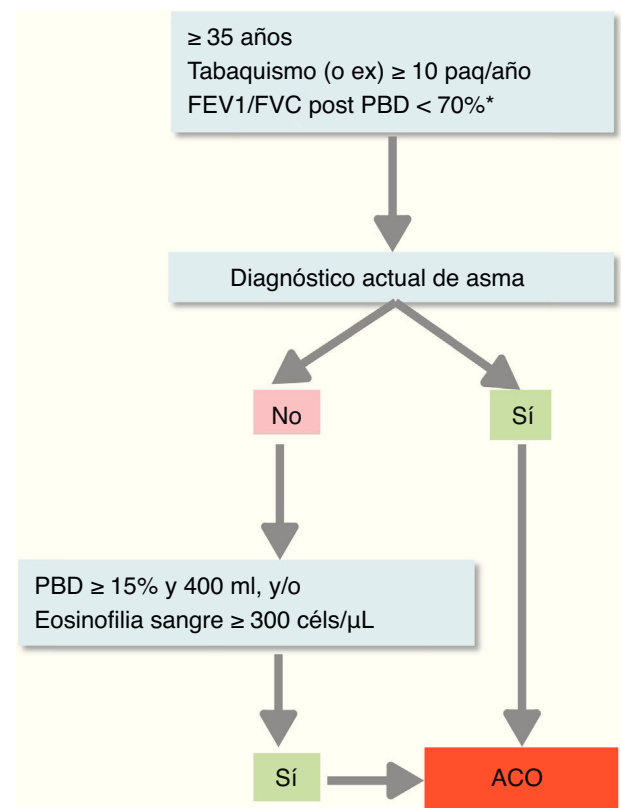 ≥ 35 años
Tabaquismo (o ex) ≥ 10 paq/año
FEV1/FVC post PBD < 70%*
Diagnóstico actual de asma
No
Sí
PBD ≥ 15% y 400 ml, y/o
Eosinofilia sangre ≥ 300 céls/μL
Sí
ACO